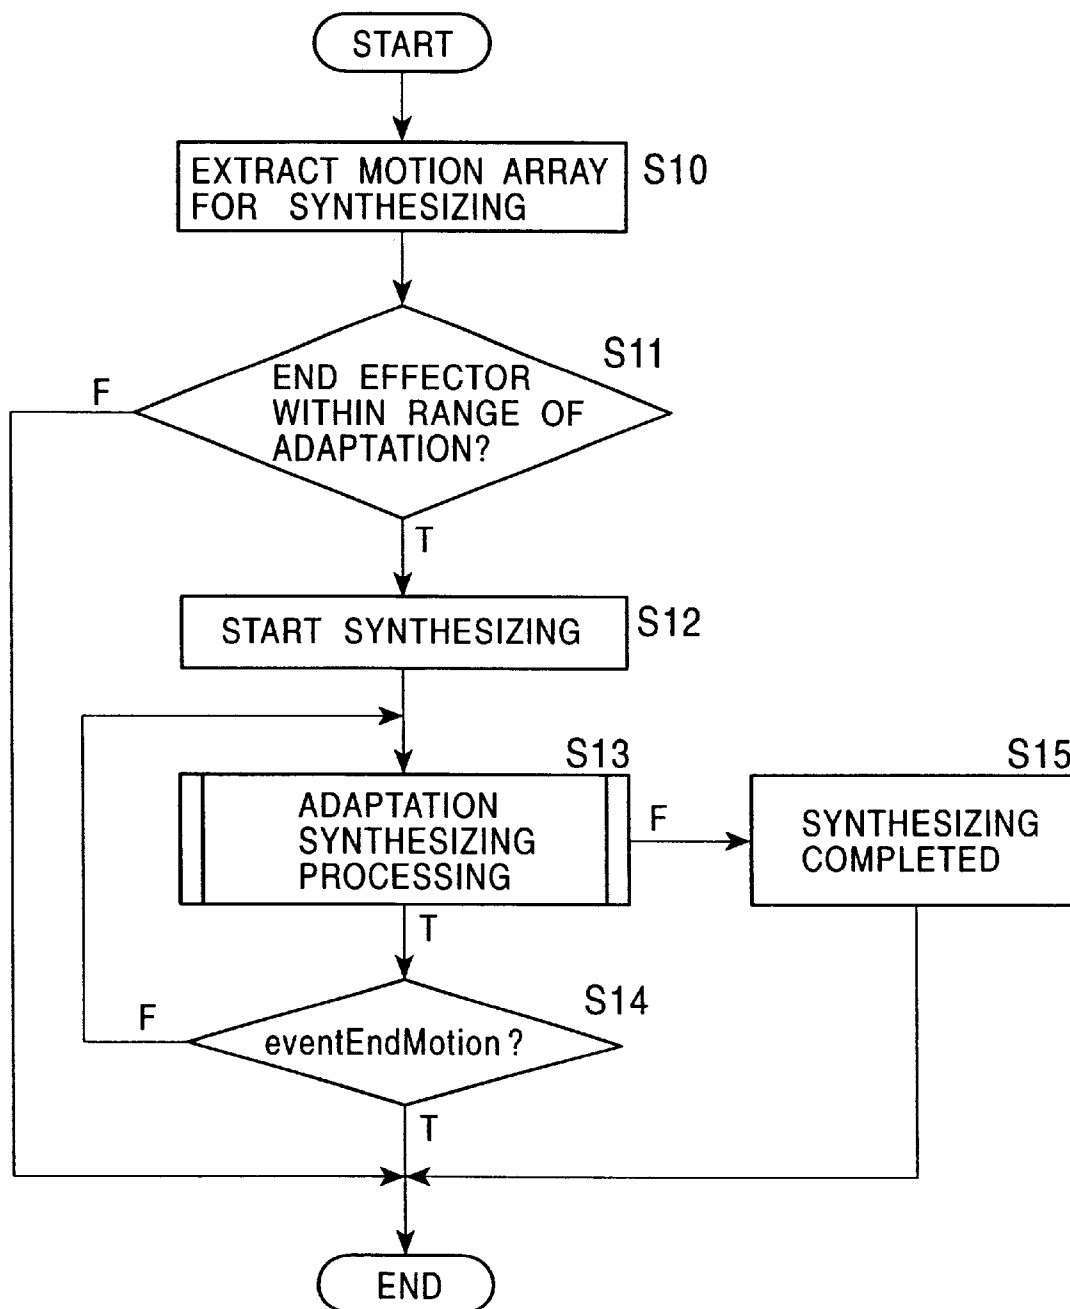 START
EXTRACT MOTION ARRAY
FOR SYNTHESIZING
S10
S11
END EFFECTOR
WITHIN RANGE OF
ADAPTATION?
F
T
START SYNTHESIZING
S12
S13
ADAPTATION
SYNTHESIZING
PROCESSING
F
S15
SYNTHESIZING
COMPLETED
T
S14
eventEndMotion?
F
T
END